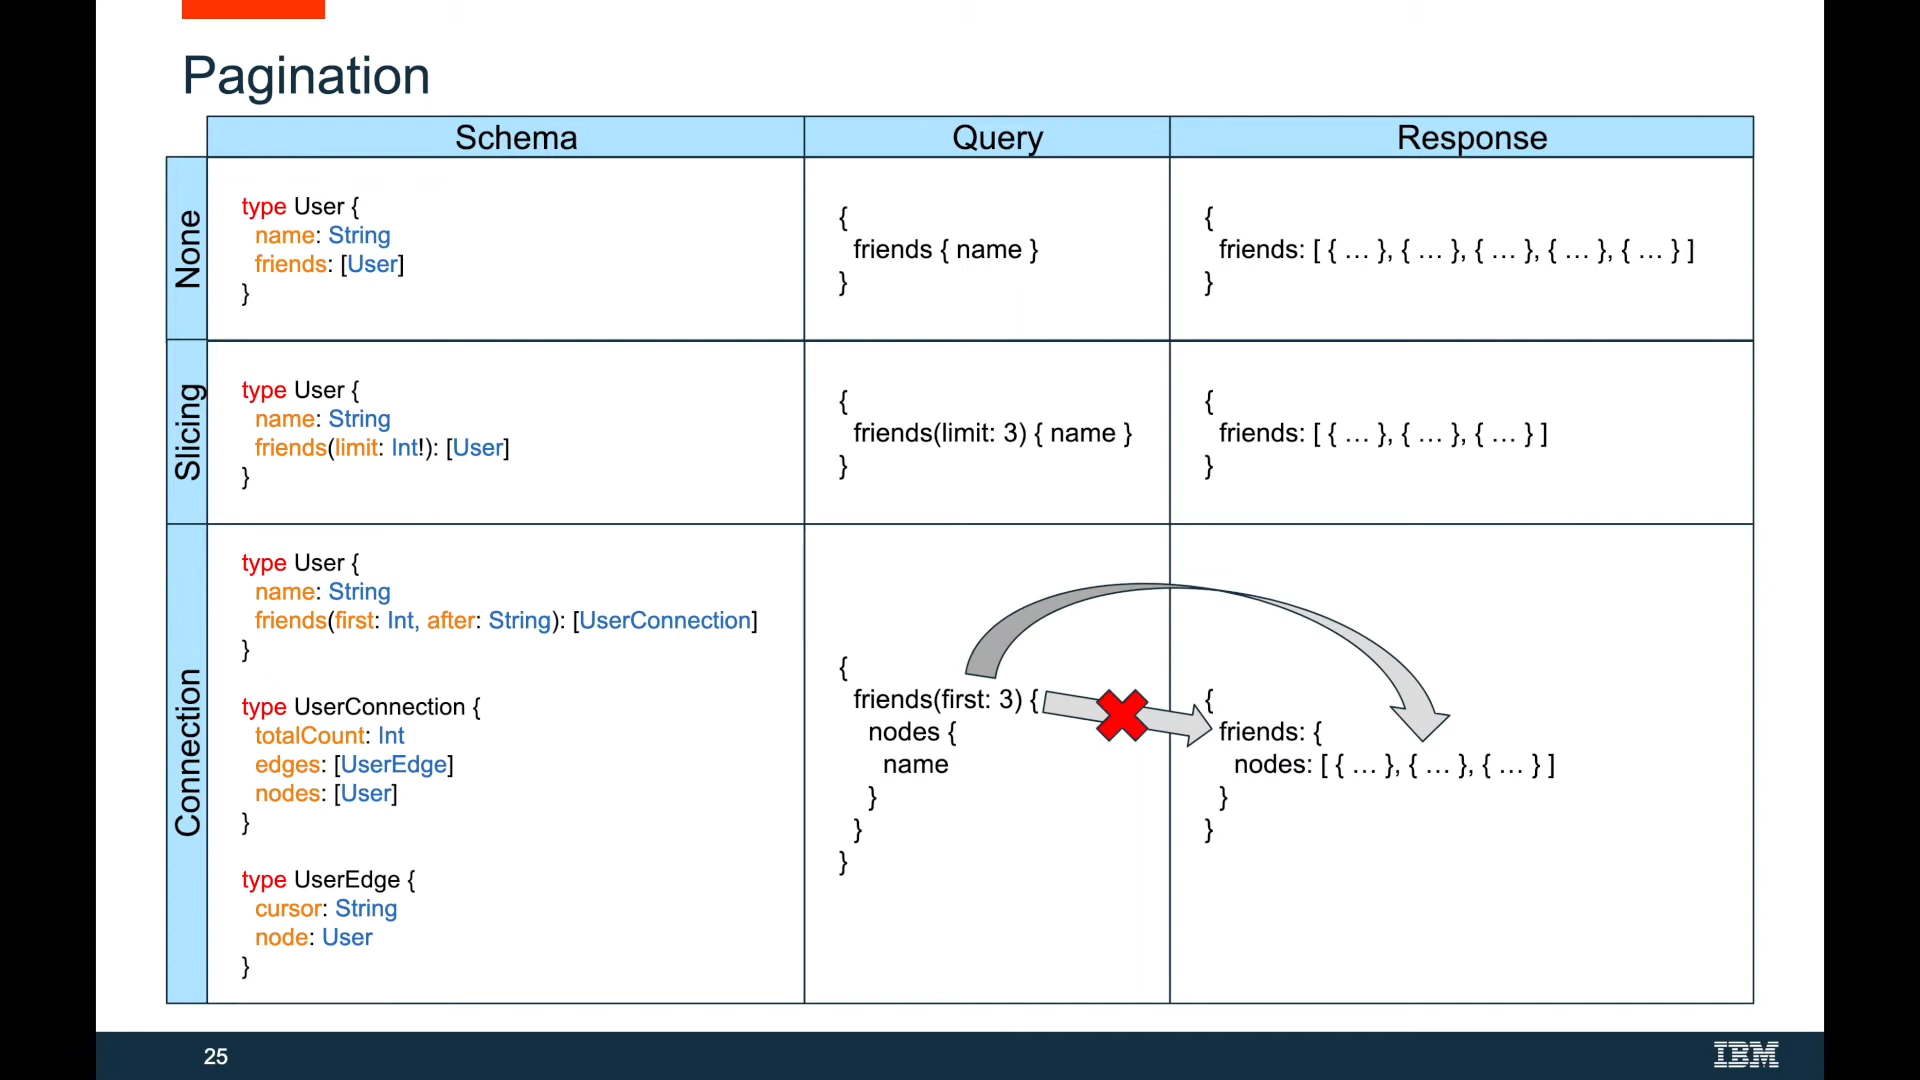 Pagination
Schema
Query
Response
None
type User {
name: String
friends: [User]
}
{
friends { name }
}
{
friends: [ { … }, { … }, { … }, { … }, { … } ]
}
Slicing
type User {
name: String
friends(limit: Int!): [User]
}
{
friends(limit: 3) { name }
}
{
friends: [ { … }, { … }, { … } ]
}
Connection
type User {
name: String
friends(first: Int, after: String): [UserConnection]
}
type UserConnection {
totalCount: Int
edges: [UserEdge]
nodes: [User]
}
type UserEdge {
cursor: String
node: User
}
{
friends(first: 3) {
nodes {
name
}
}
}
{
friends: {
nodes: [ { … }, { … }, { … } ]
}
}
25
IBM